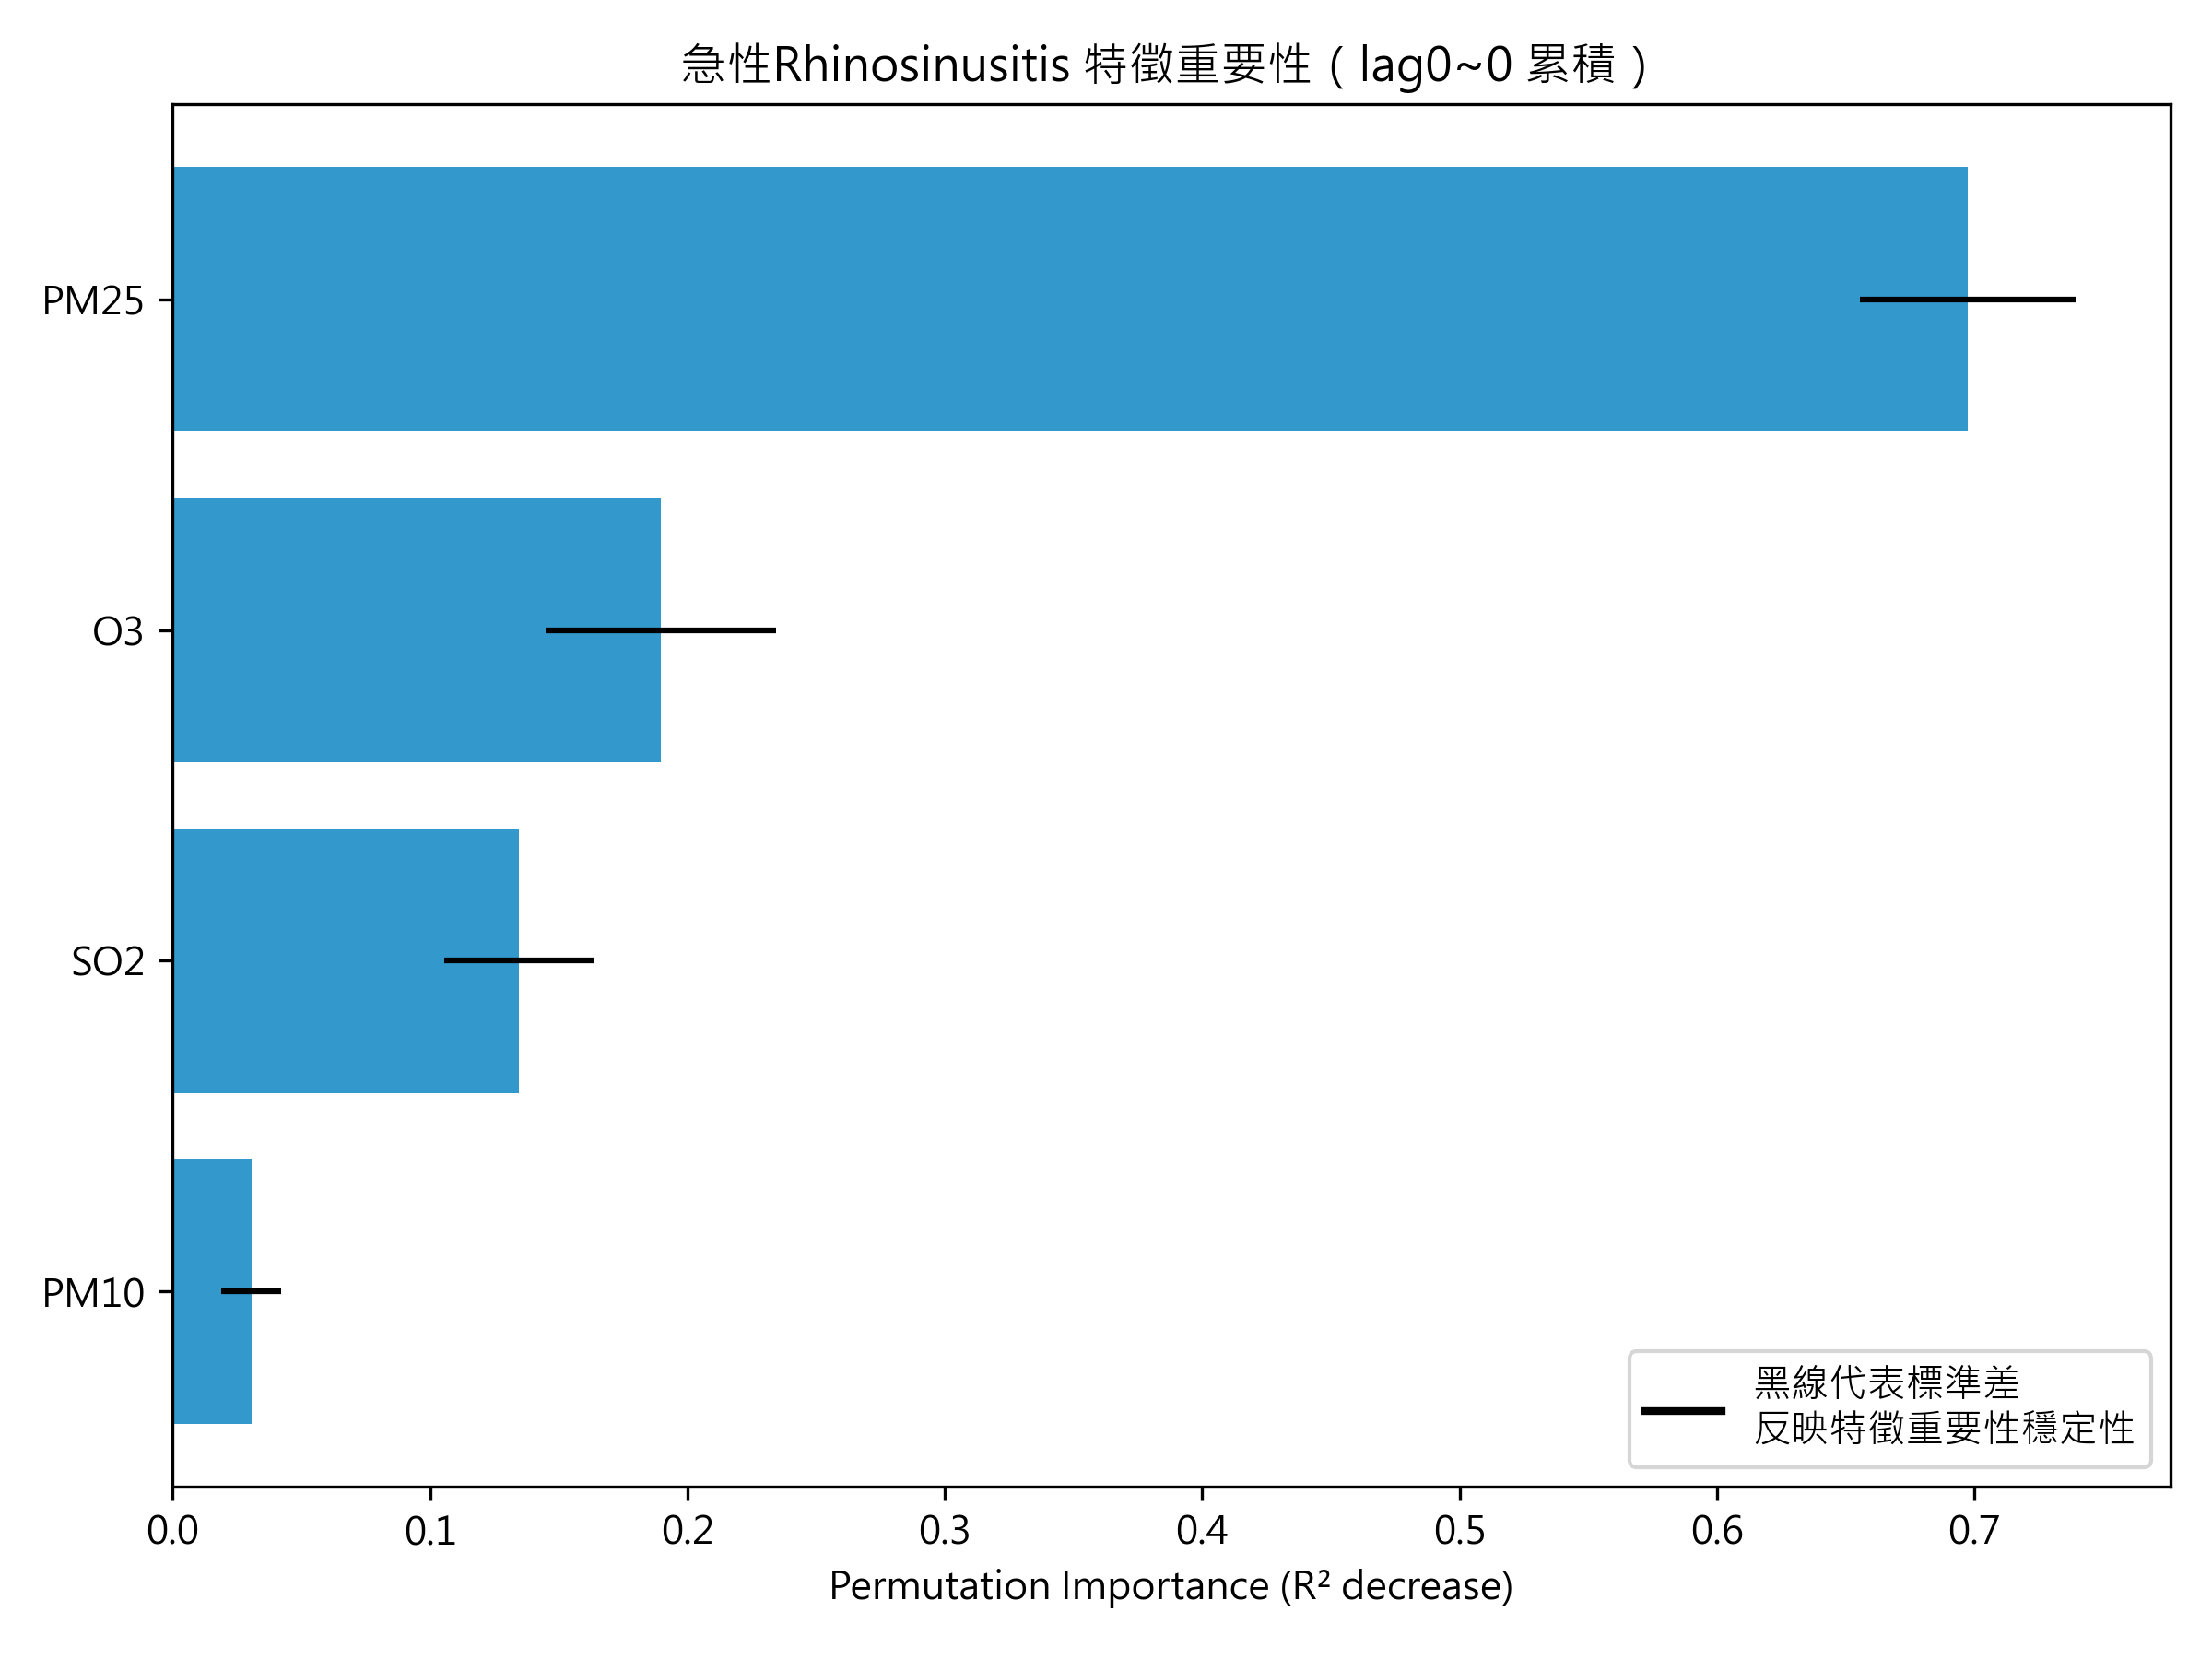 急性Rhinosinusitis 特徵重要性（lag0~0 累積）
PM25
O3
SO2
PM10
黑線代表標準差
反映特徵重要性穩定性
0.0 0.1 0.2 0.3 0.4 0.5 0.6 0.7
Permutation Importance (R² decrease)